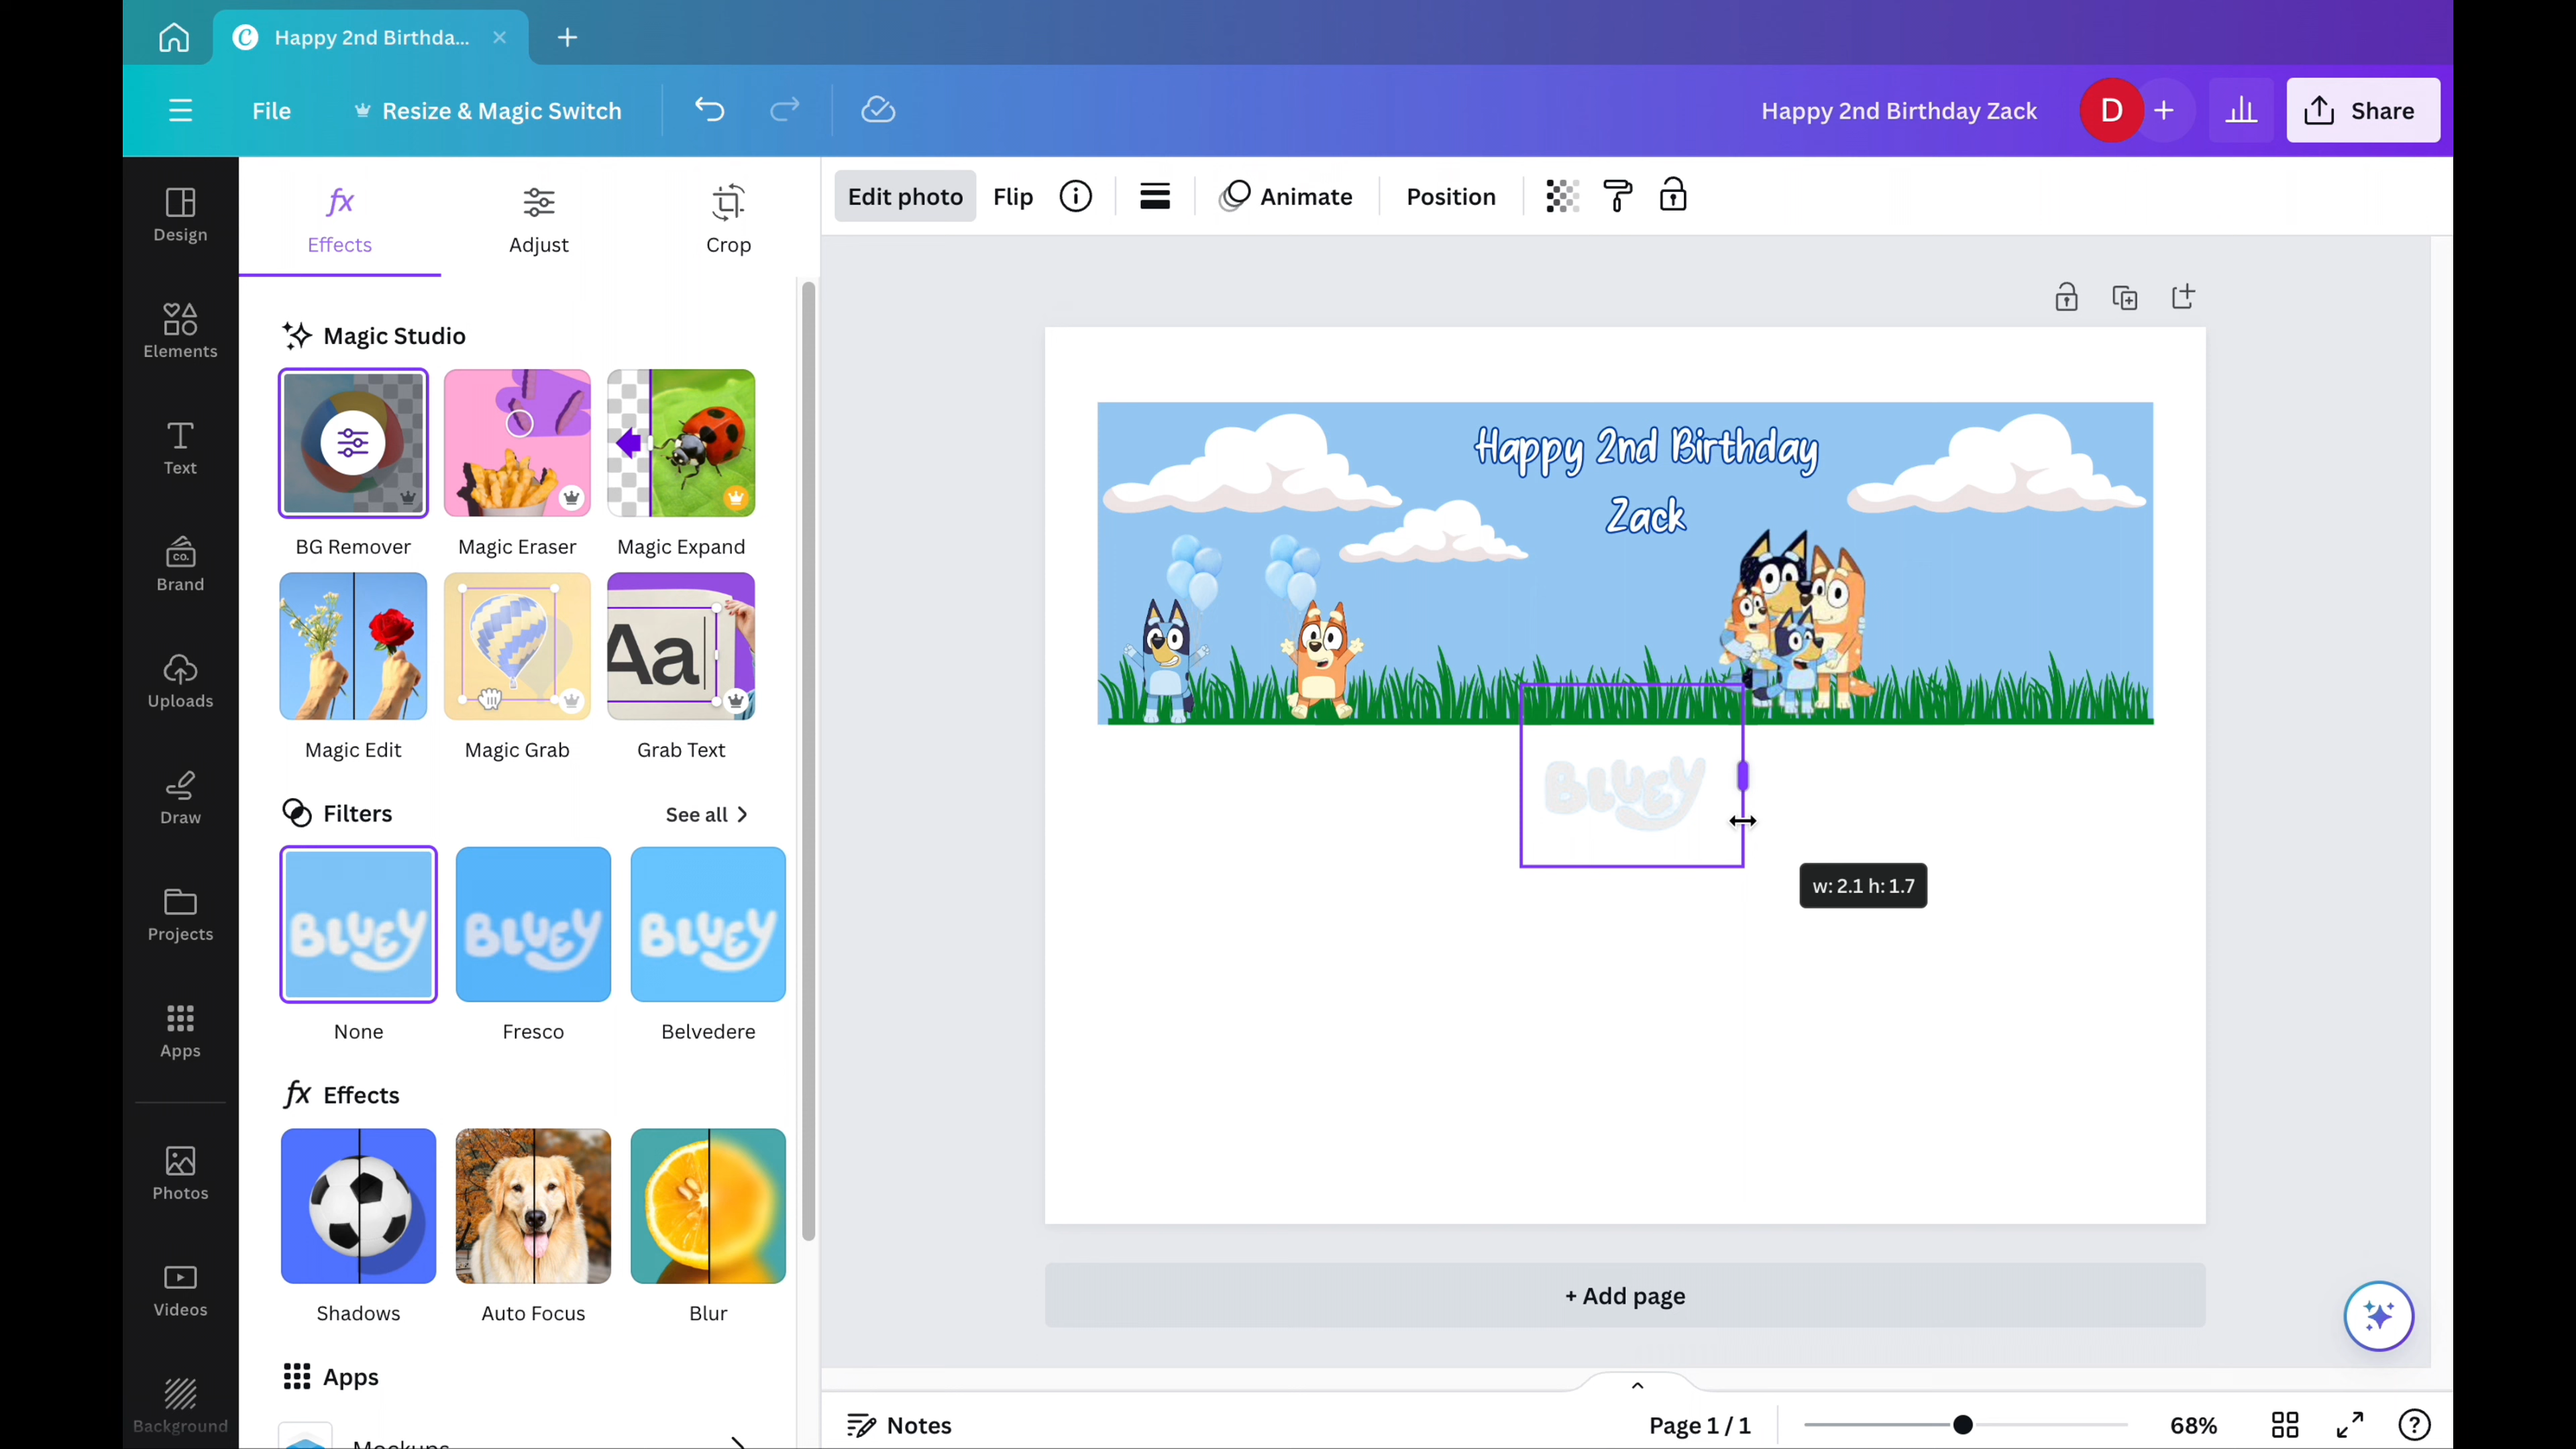 Happy 2nd Birthda...
File
Resize & Magic Switch
Happy 2nd Birthday Zack
D
Share
Design
Elements
Text
CO.
Brand
Uploads
Draw
Projects
Apps
Photos
Videos
Background
Effects
Adjust
Crop
Magic Studio
BG Remover
Magic Eraser
Magic Expand
Aa
Magic Edit
Magic Grab
Grab Text
Filters
See all
BLUEY
BLUEY
BLUEY
None
Fresco
Belvedere
fx Effects
Shadows
Auto Focus
Blur
Apps
Mockups
Edit photo
Flip
Animate
Position
Happy 2nd Birthday
Zack
BLUEY
w: 2.1 h: 1.7
+ Add page
Notes
Page 1 / 1
68%